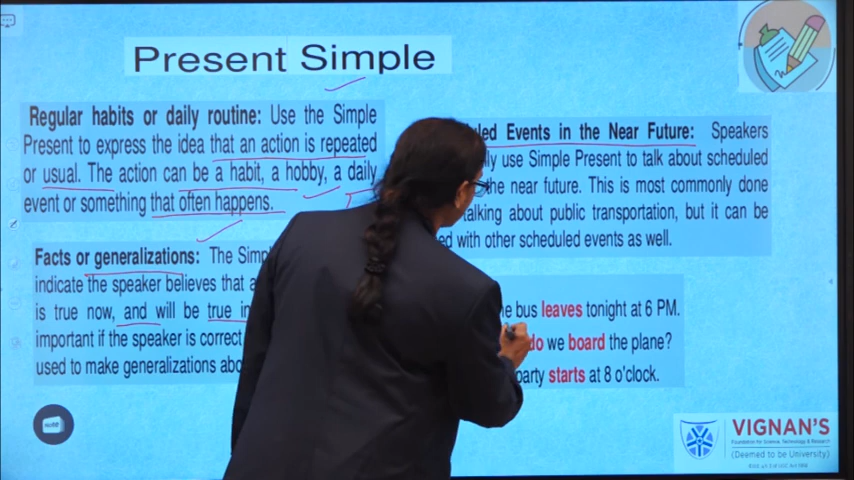 Present Simple
Regular habits or daily routine: Use the Simple
Present to express the idea that an action is repeated
or usual. The action can be a habit, a hobby, a daily
event or something that often happens.
Facts or generalizations: The
indicate the speaker believes that
is true now, and will be true in
important if the speaker is correct
used to make generalizations
Events in the Near Future: Speakers
use Simple Present to talk about scheduled
the near future. This is most commonly done
talking about public transportation, but it can be
with other scheduled events as well.
bus leaves tonight at 6 PM.
do we board the plane?
party starts at 8 o'clock.
VIGNAN'S
Foundation for Science, Technology & Research
(Deemed to be University)